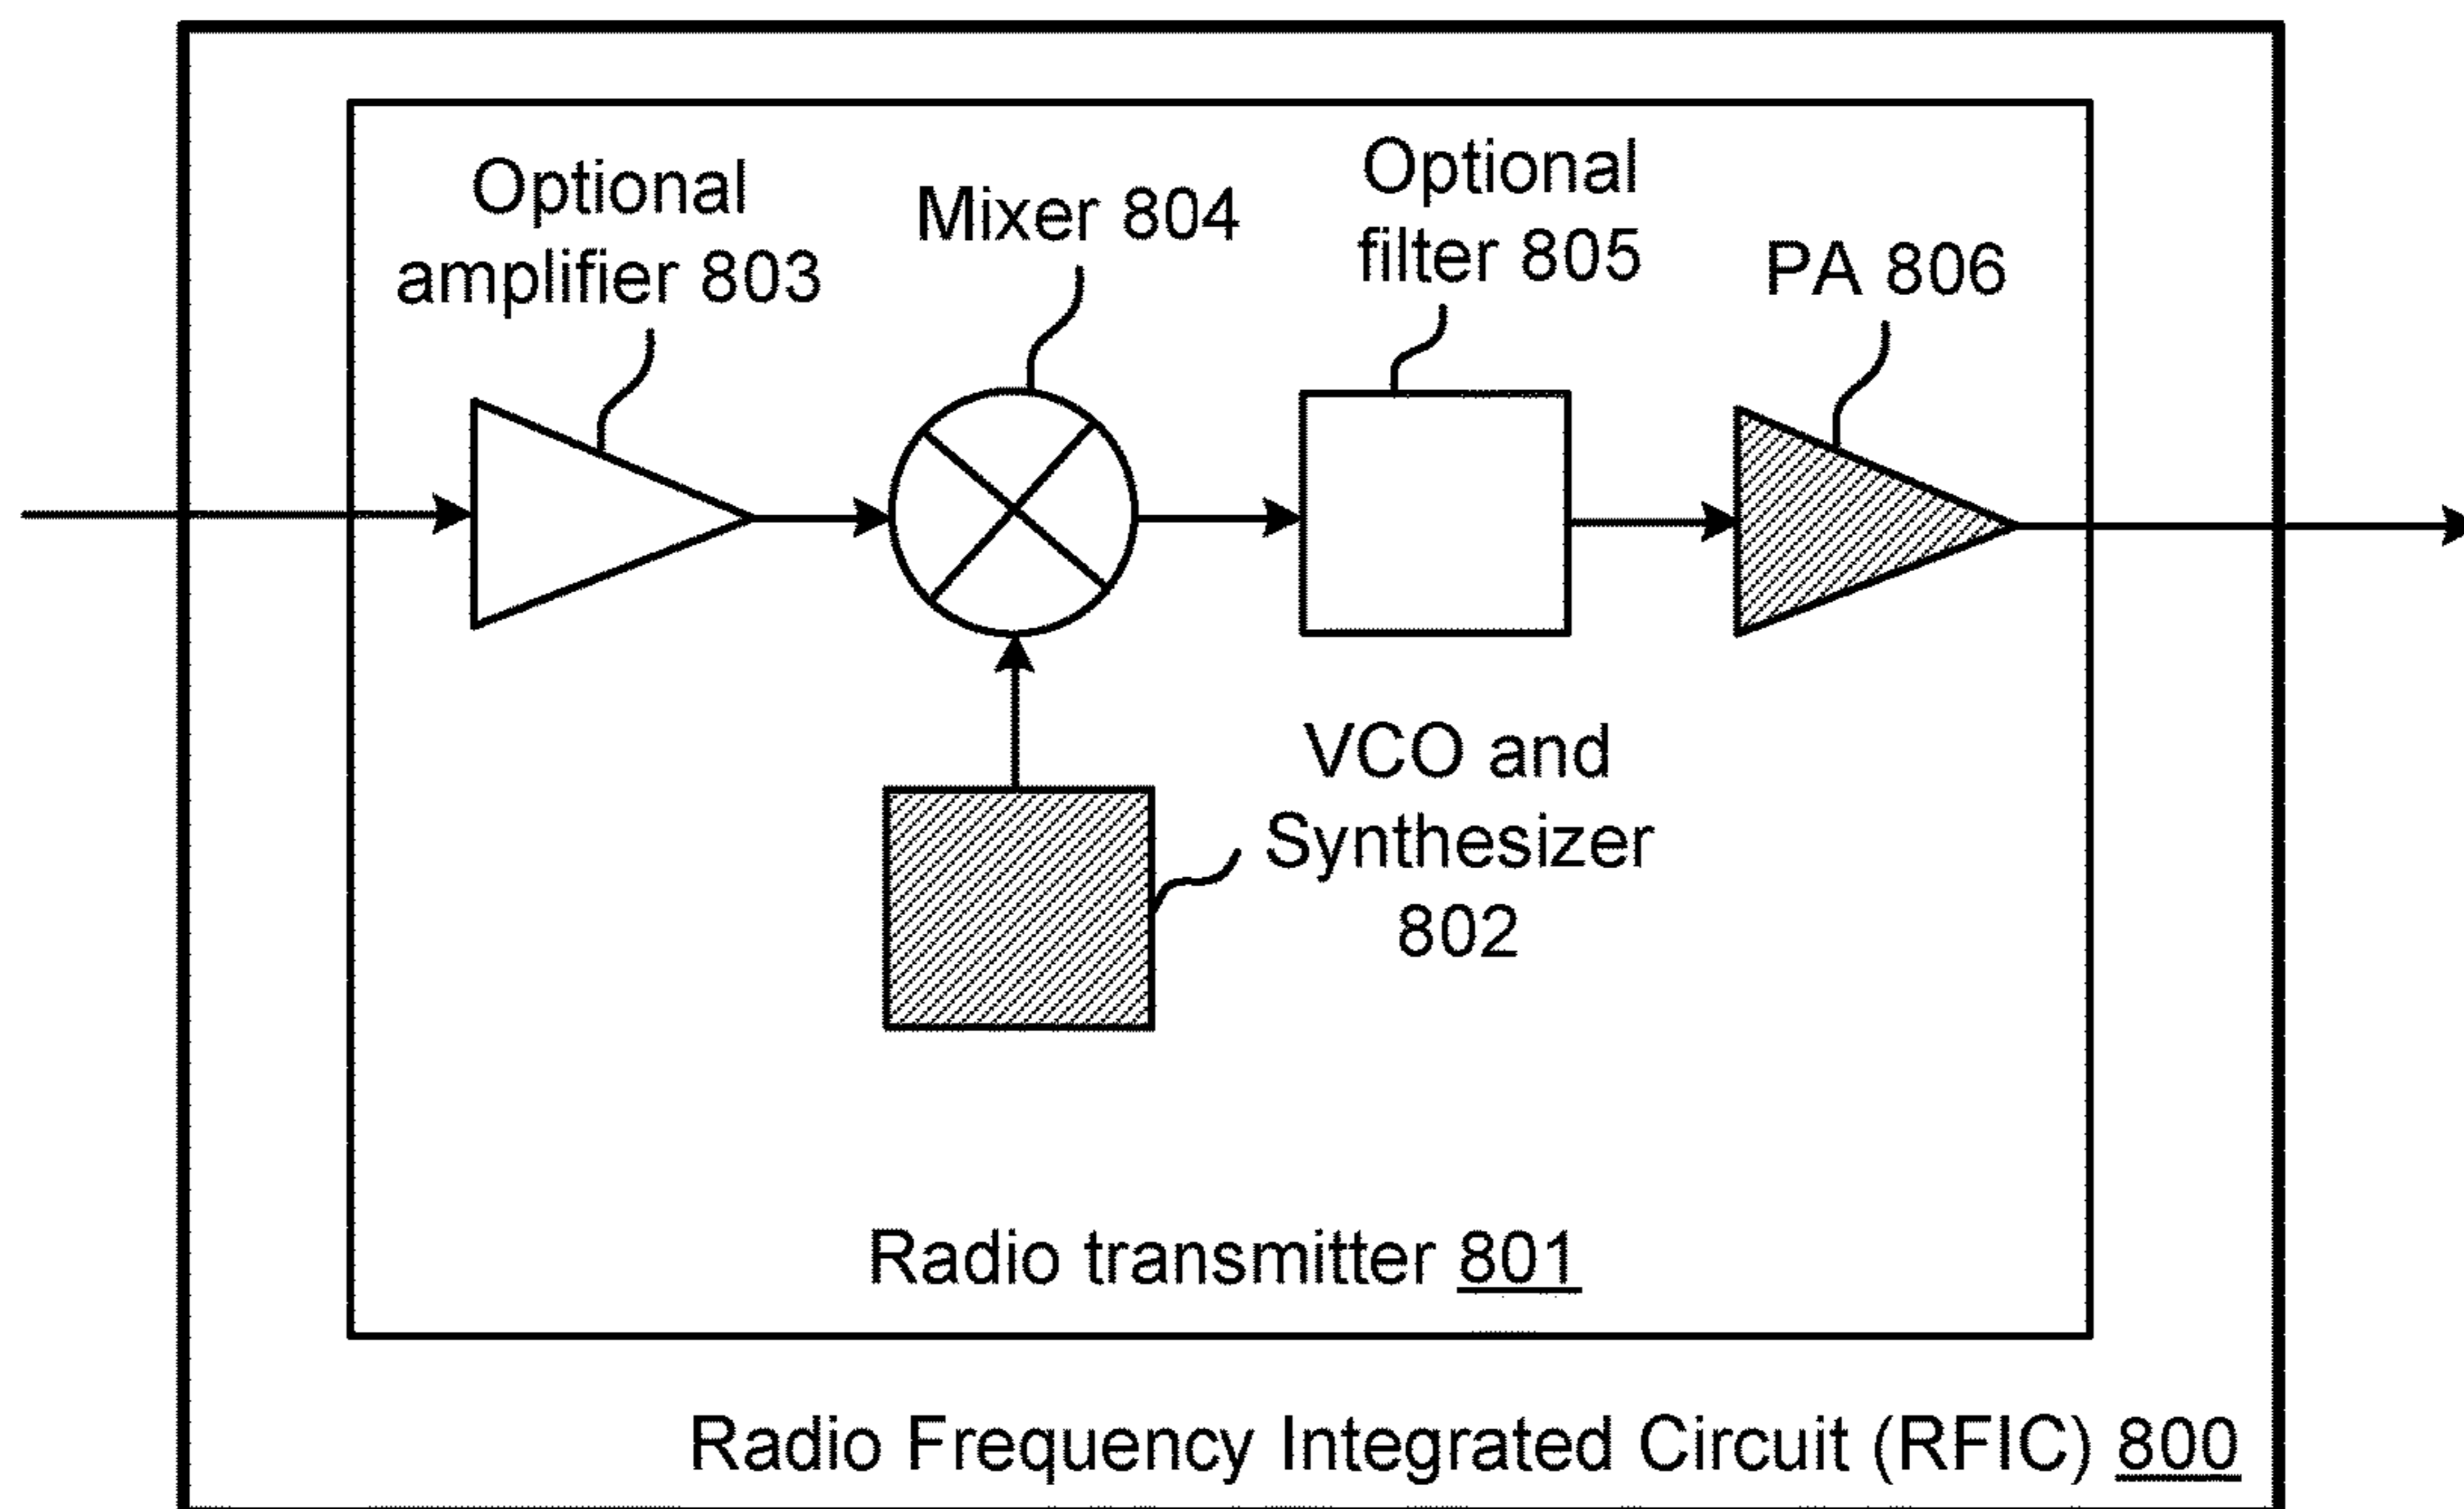 Optional
amplifier 803
Mixer 804
Optional
filter 805
PA 806
VCO and
Synthesizer
802
Radio transmitter 801
Radio Frequency Integrated Circuit (RFIC) 800